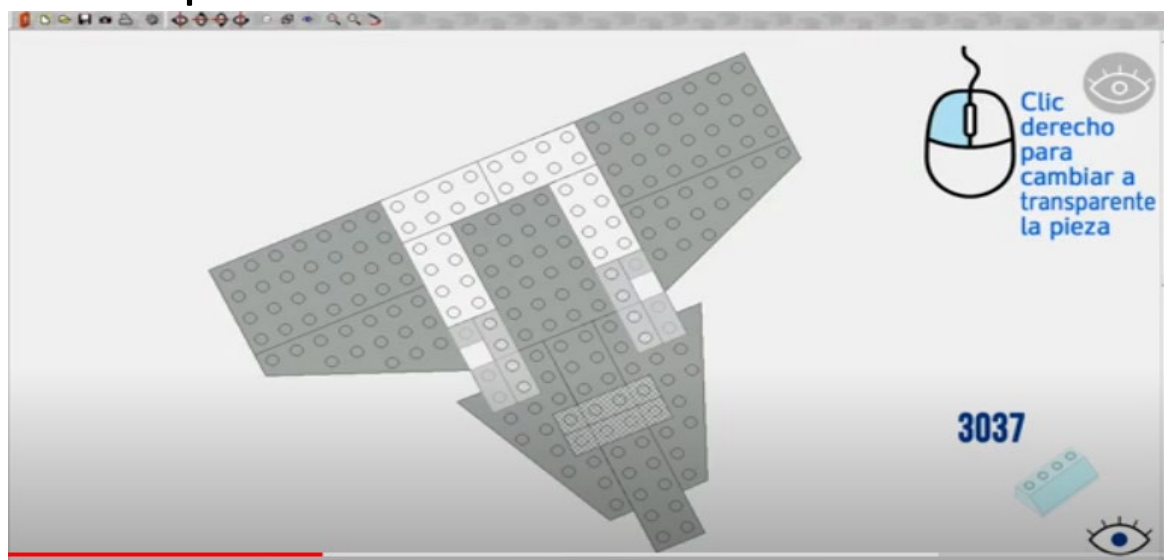 Clic
derecho
para
cambiar a
transparente
la pieza
3037